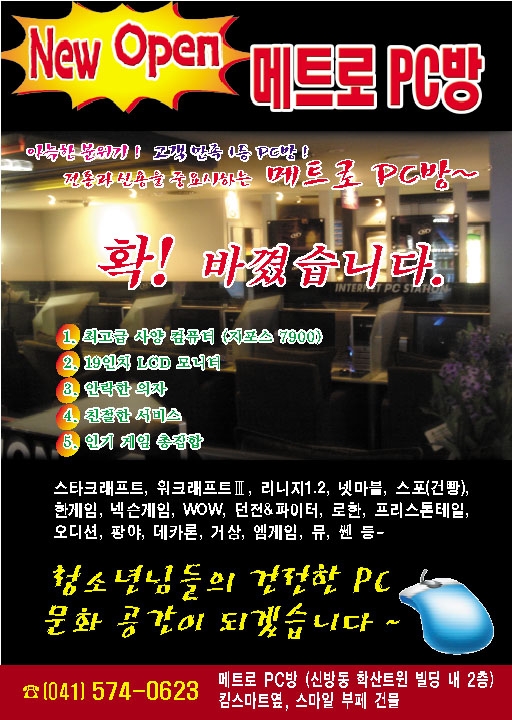 New Open
메트로 PC방
아늑한 분위기! 고객 만족 1등 PC방!
전통과 신용을 중요시하는 메트로 PC방~
확! 바꼈습니다.
INTERNET PC STATION
1. 최고급 사양 컴퓨터 (지포스 7900)
2. 19인치 LCD 모니터
3. 안락한 의자
4. 친절한 서비스
5. 인기 게임 총집합
스타크래프트, 워크래프트Ⅲ, 리니지1.2, 넷마블, 스포(건빵),
한게임, 넥슨게임, WOW, 던전&파이터, 로한, 프리스톤테일,
오디션, 팡야, 데카론, 거상, 엠게임, 뮤, 썬 등~
청소년님들의 건전한 PC
문화 공간이 되겠습니다 ~
☎(041) 574-0623
메트로 PC방 (신방동 학산트윈 빌딩 내 2층)
킴스마트옆, 스마일 부페 건물